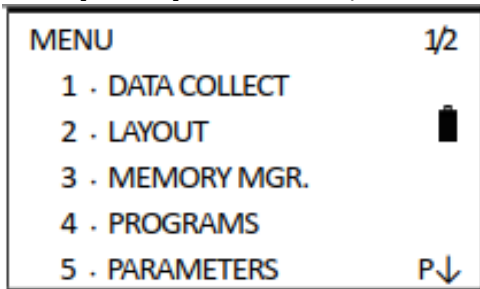 MENU 1/2
1 . DATA COLLECT
2 . LAYOUT
3 . MEMORY MGR.
4 . PROGRAMS
5 . PARAMETERS P↓